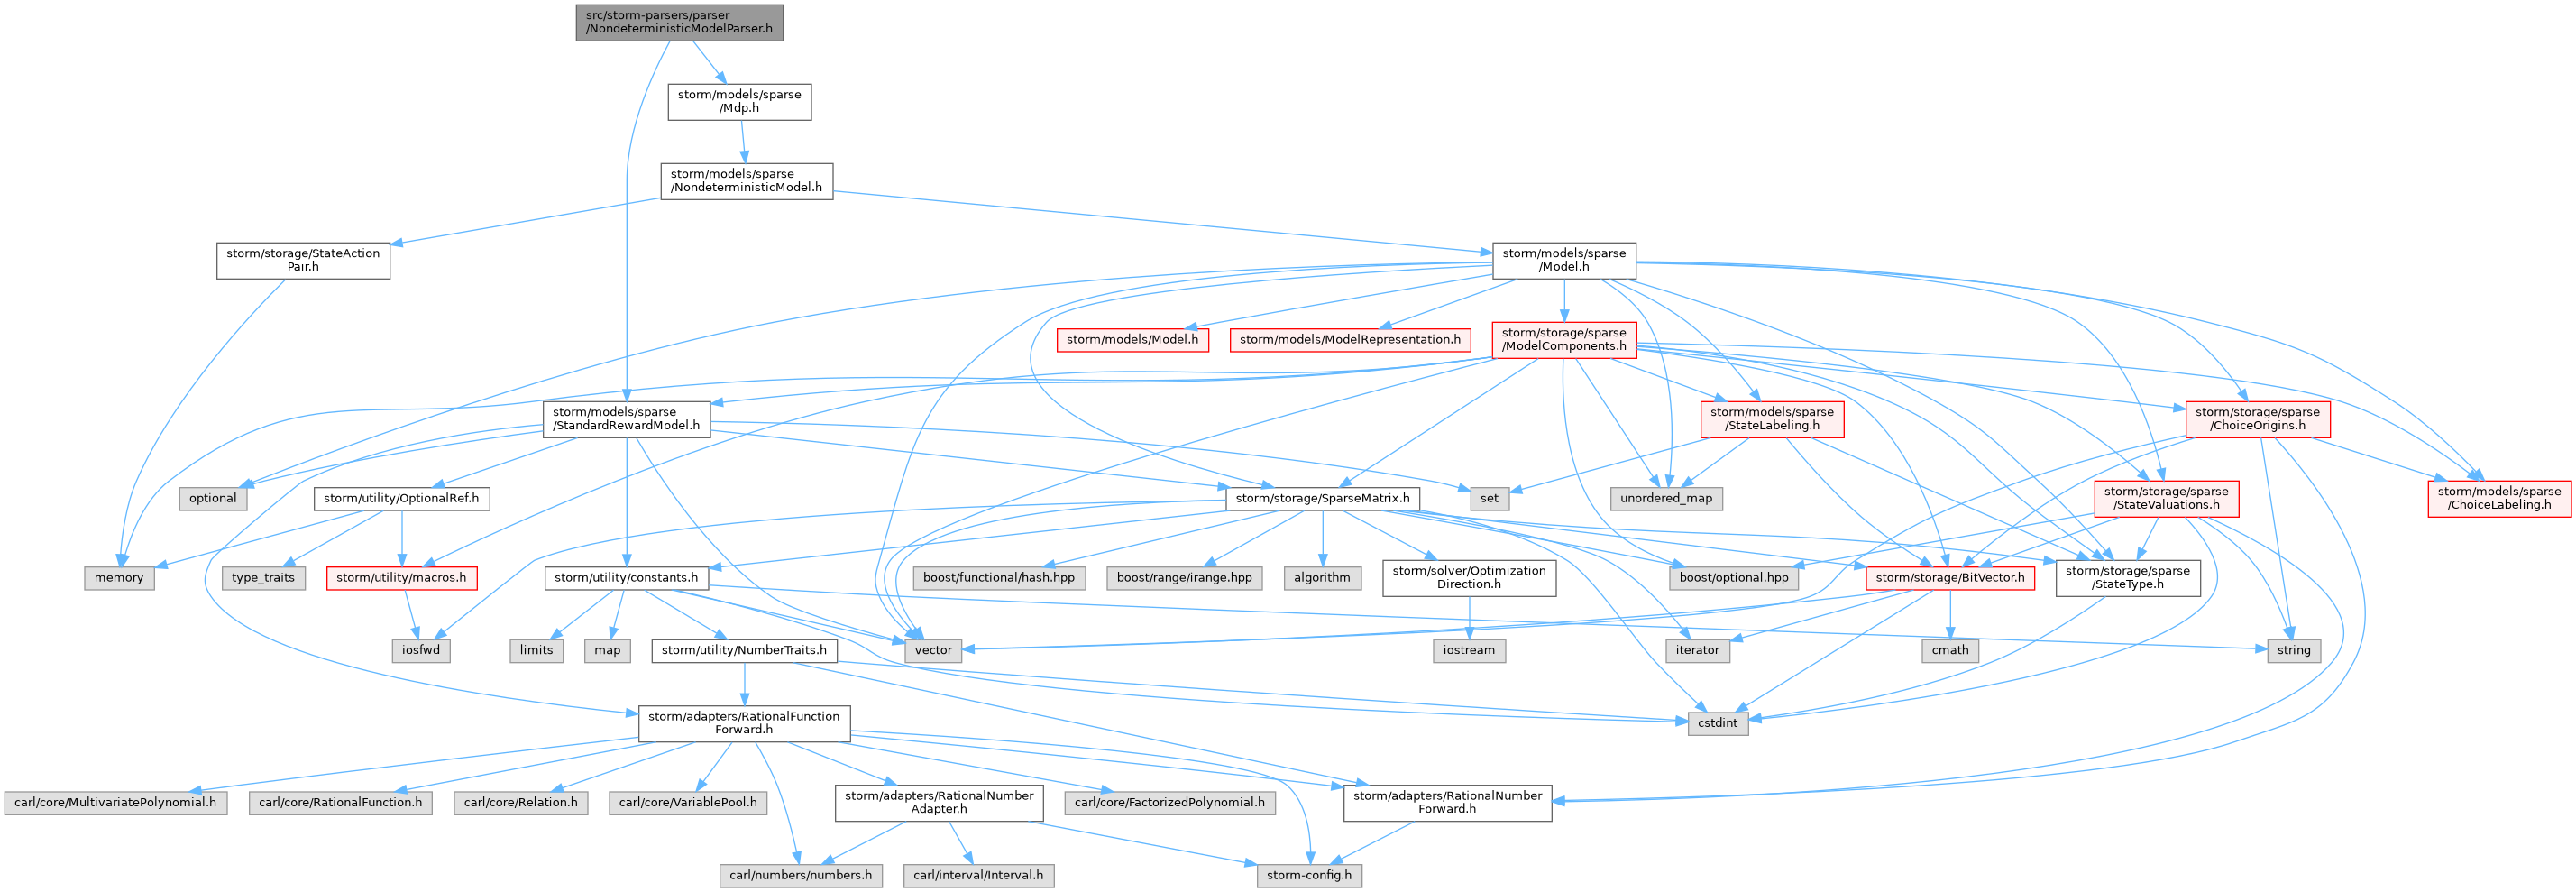 src/storm-parsers/parser
/NondeterministicModelParser.h
storm/models/sparse
/Mdp.h
storm/models/sparse
/NondeterministicModel.h
storm/storage/StateAction
Pair.h
storm/models/sparse
/Model.h
storm/models/Model.h
storm/models/ModelRepresentation.h
storm/storage/sparse
/ModelComponents.h
storm/models/sparse
/StandardRewardModel.h
storm/models/sparse
/StateLabeling.h
storm/storage/sparse
/ChoiceOrigins.h
optional
storm/utility/OptionalRef.h
storm/storage/SparseMatrix.h
set
unordered_map
storm/storage/sparse
/StateValuations.h
storm/models/sparse
/ChoiceLabeling.h
memory
type_traits
storm/utility/macros.h
storm/utility/constants.h
boost/functional/hash.hpp
boost/range/irange.hpp
algorithm
storm/solver/Optimization
Direction.h
boost/optional.hpp
storm/storage/BitVector.h
storm/storage/sparse
/StateType.h
iosfwd
limits
map
storm/utility/NumberTraits.h
vector
iostream
iterator
cmath
string
storm/adapters/RationalFunction
Forward.h
cstdint
carl/core/MultivariatePolynomial.h
carl/core/RationalFunction.h
carl/core/Relation.h
carl/core/VariablePool.h
storm/adapters/RationalNumber
Adapter.h
carl/core/FactorizedPolynomial.h
storm/adapters/RationalNumber
Forward.h
carl/numbers/numbers.h
carl/interval/Interval.h
storm-config.h